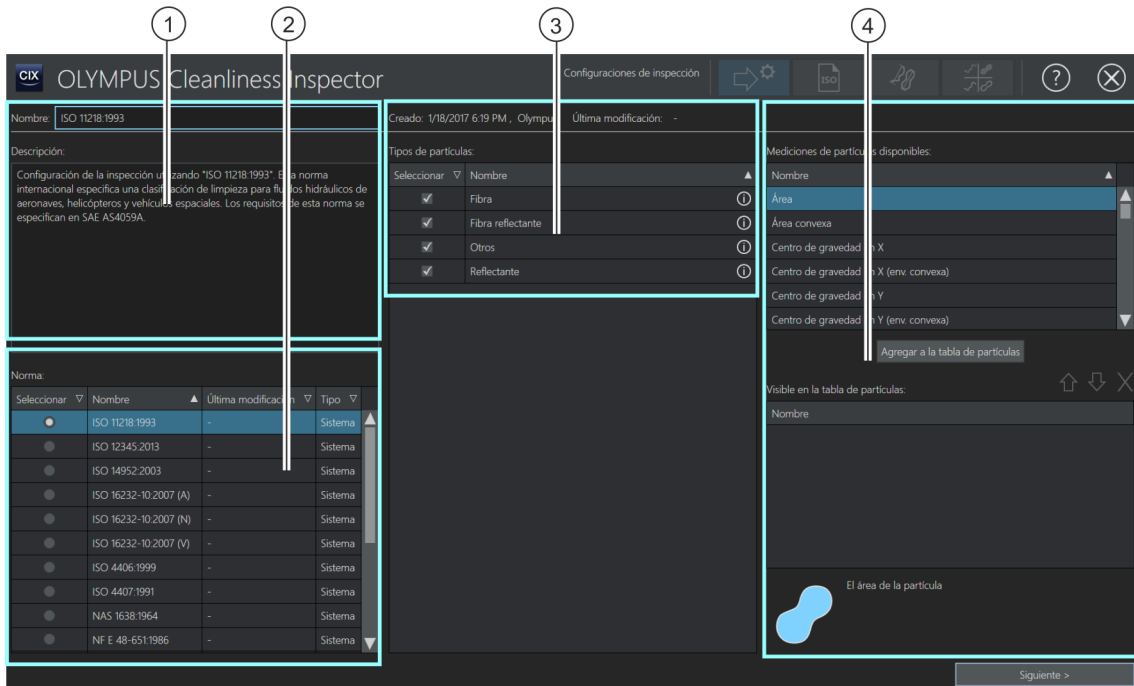 1
2
3
4
CIX
OLYMPUS Cleanliness Inspector
Configuraciones de inspección
ISO
?
Nombre: ISO 11218:1993
Creado: 1/18/2017 6:19 PM , Olympus Última modificación: -
Descripción:
Configuración de la inspección utilizando "ISO 11218:1993". Esta norma
internacional especifica una clasificación de limpieza para fluidos hidráulicos de
aeronaves, helicópteros y vehículos espaciales. Los requisitos de esta norma se
especifican en SAE AS4059A.
Norma:
Seleccionar Nombre Última modificación Tipo
ISO 11218:1993 - Sistema
ISO 12345:2013 - Sistema
ISO 14952:2003 - Sistema
ISO 16232-10:2007 (A) - Sistema
ISO 16232-10:2007 (N) - Sistema
ISO 16232-10:2007 (V) - Sistema
ISO 4406:1999 - Sistema
ISO 4407:1991 - Sistema
NAS 1638:1964 - Sistema
NF E 48-651:1986 - Sistema
Tipos de partículas:
Seleccionar Nombre
Fibra
Fibra reflectante
Otros
Reflectante
Mediciones de partículas disponibles:
Nombre
Área
Área convexa
Centro de gravedad en X
Centro de gravedad en X (env. convexa)
Centro de gravedad en Y
Centro de gravedad en Y (env. convexa)
Agregar a la tabla de partículas
Visible en la tabla de partículas:
Nombre
El área de la partícula
Siguiente >